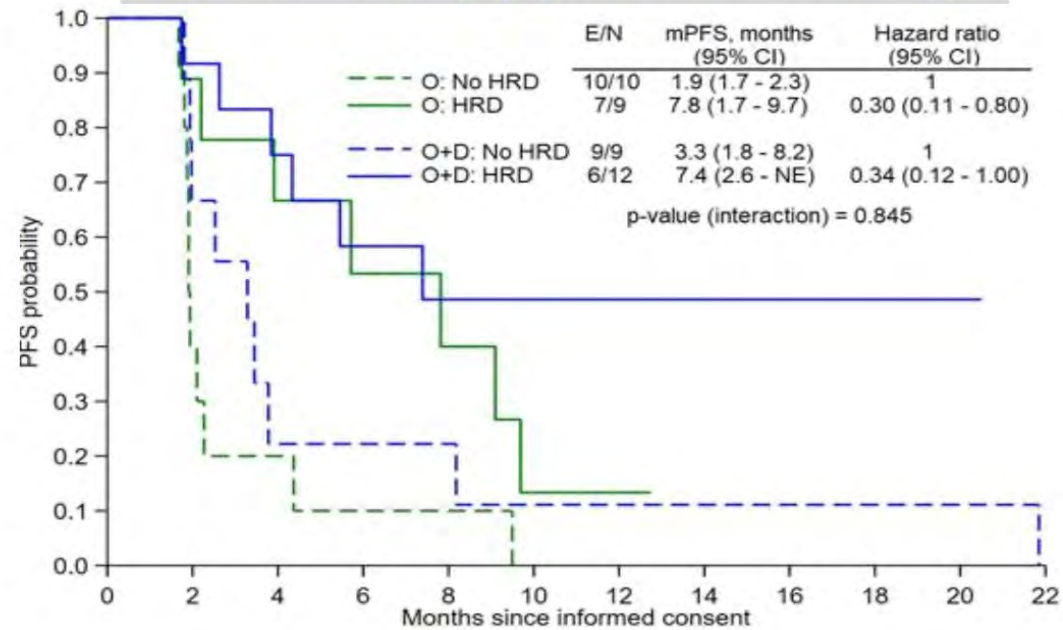 E/N mPFS, months Hazard ratio
(95% CI) (95% CI)
O: No HRD 10/10 1.9 (1.7 - 2.3) 1
O: HRD 7/9 7.8 (1.7 - 9.7) 0.30 (0.11 - 0.80)
O+D: No HRD 9/9 3.3 (1.8 - 8.2) 1
O+D: HRD 6/12 7.4 (2.6 - NE) 0.34 (0.12 - 1.00)
p-value (interaction) = 0.845
PFS probability
1.0
0.9
0.8
0.7
0.6
0.5
0.4
0.3
0.2
0.1
0.0
0 2 4 6 8 10 12 14 16 18 20 22
Months since informed consent